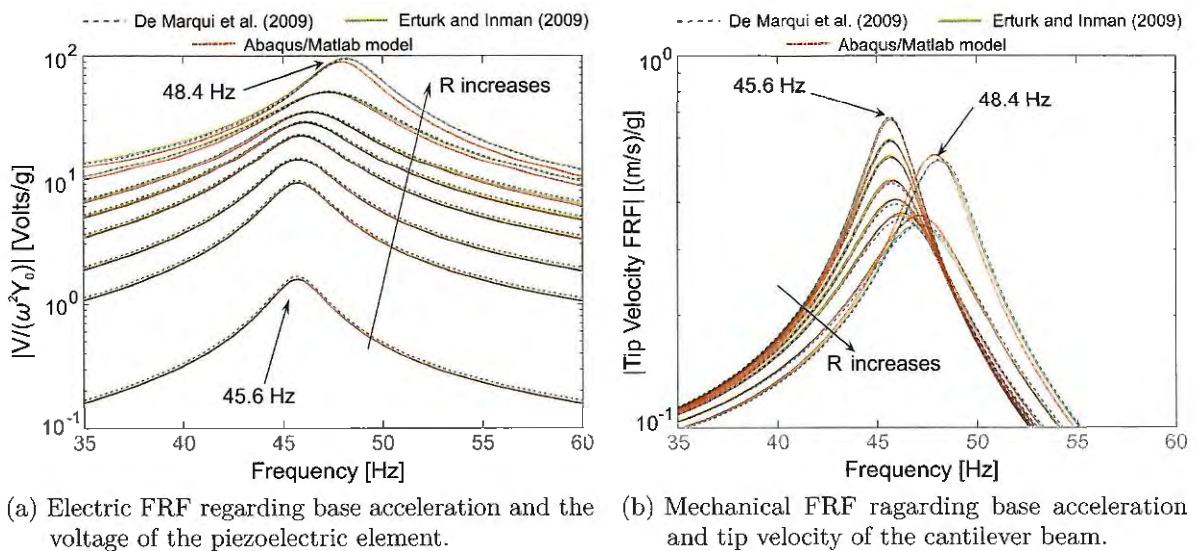 De Marqui et al. (2009) Erturk and Inman (2009)
Abaqus/Matlab model
10^2
10^1
10^0
10^-1
|V/(ω^2Y_0)| [Volts/g]
48.4 Hz
R increases
45.6 Hz
35 40 45 50 55 60
Frequency [Hz]
(a) Electric FRF regarding base acceleration and the
voltage of the piezoelectric element.
De Marqui et al. (2009) Erturk and Inman (2009)
Abaqus/Matlab model
10^0
10^-1
|Tip Velocity FRF| [(m/s)/g]
45.6 Hz
48.4 Hz
R increases
35 40 45 50 55 60
Frequency [Hz]
(b) Mechanical FRF ragarding base acceleration
and tip velocity of the cantilever beam.